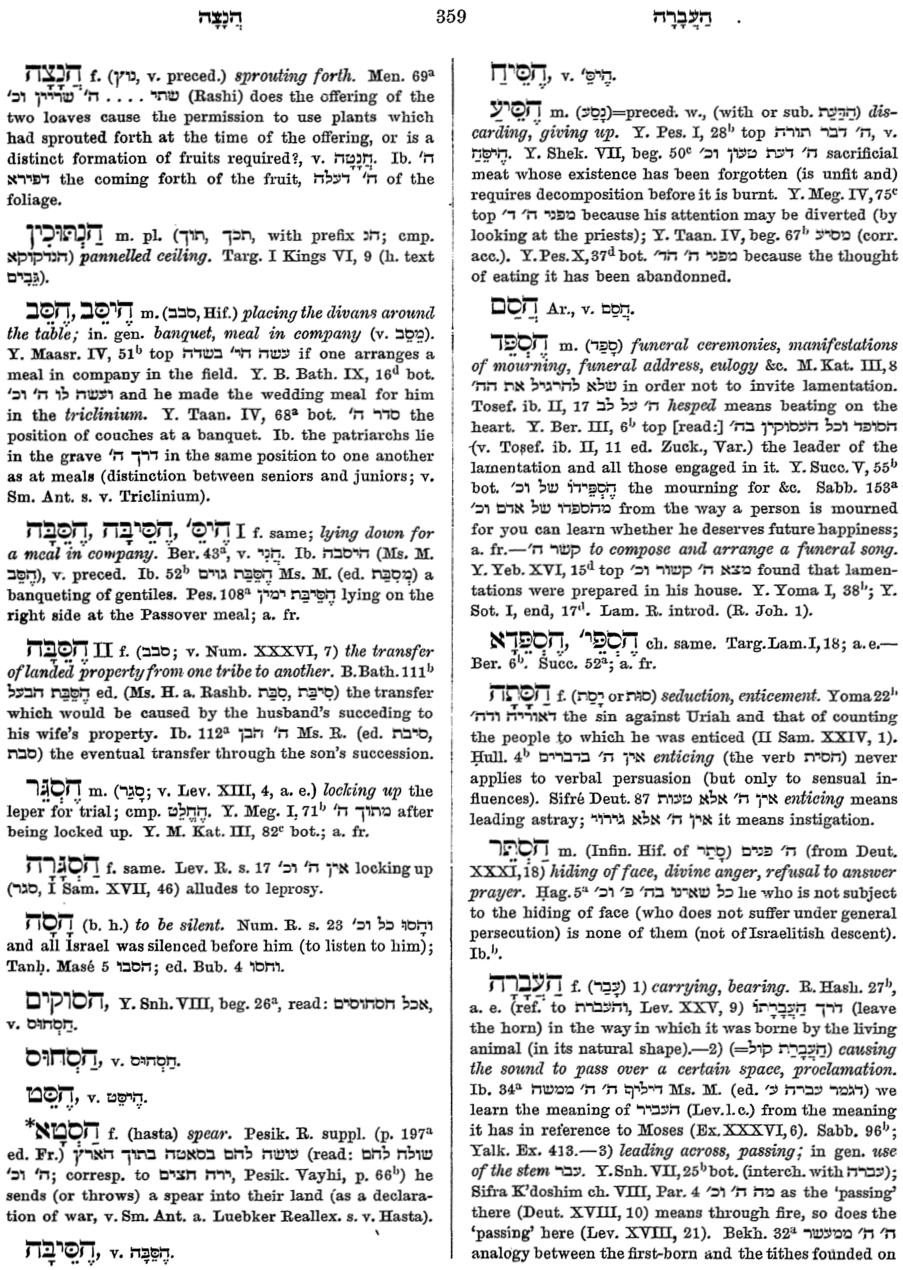 הֲנָצָה
359
הַעֲבָרָה
הֲנָצָה f. (נוץ, v. preced.) sprouting forth. Men. 69ᵃ
שתי .... ה' שריין וכ' (Rashi) does the offering of the
two loaves cause the permission to use plants which
had sprouted forth at the time of the offering, or is a
distinct formation of fruits required?, v. חֲנָטָה. Ib. ה'
דפירא the coming forth of the fruit, ה' דעלה of the
foliage.
הַנְתּוּכִין m. pl. (תוך, תכך, with prefix הנ; cmp.
הנדוקוקא) pannelled ceiling. Targ. I Kings VI, 9 (h. text
גֵּבִים).
הֶיסֵב, הֶסֵּב m. (סבב, Hif.) placing the divans around
the table; in. gen. banquet, meal in company (v. מֵסֵב).
Y. Maasr. IV, 51ᵇ top עשה הי' בשדה if one arranges a
meal in company in the field. Y. B. Bath. IX, 16ᵈ bot.
ועשה לו ה' וכ' and he made the wedding meal for him
in the triclinium. Y. Taan. IV, 68ᵃ bot. סדר ה' the
position of couches at a banquet. Ib. the patriarchs lie
in the grave דרך ה' in the same position to one another
as at meals (distinction between seniors and juniors; v.
Sm. Ant. s. v. Triclinium).
הֲסֵבָּה, הֲסִיבָּה, הֵיסֵ' I f. same; lying down for
a meal in company. Ber. 43ᵃ, v. הֲנֵי. Ib. היסבה (Ms. M.
הֶסֵּב), v. preced. Ib. 52ᵇ הֲסִבַּת גוים Ms. M. (ed. מְסִבַּת) a
banqueting of gentiles. Pes. 108ᵃ הֲסִיבַּת ימין lying on the
right side at the Passover meal; a. fr.
הֲסִבָּה II f. (סבב; v. Num. XXXVI, 7) the transfer
of landed property from one tribe to another. B. Bath. 111ᵇ
הֲסִבַּת הבעל ed. (Ms. H. a. Rashb. סִיבַּת, סִבַּת) the transfer
which would be caused by the husband's succeding to
his wife's property. Ib. 112ᵃ ה' הבן Ms. R. (ed. סיבת,
סבת) the eventual transfer through the son's succession.
הֶסְגֵּר m. (סָגַר; v. Lev. XIII, 4, a. e.) locking up the
leper for trial; cmp. הֶחְלֵט. Y. Meg. I, 71ᵇ מתוך ה' after
being locked up. Y. M. Kat. III, 82ᶜ bot.; a. fr.
הַסְגָּרָה f. same. Lev. R. s. 17 אין ה' וכ' locking up
(סגר, I Sam. XVII, 46) alludes to leprosy.
הָסָה (b. h.) to be silent. Num. R. s. 23 וְהָסוּ כל וכ'
and all Israel was silenced before him (to listen to him);
Tanḥ. Masé 5 הסבו; ed. Bub. 4 והסו.
הסוקים, Y. Snh. VIII, beg. 26ᵃ, read: אכל חסחוסים,
v. חַסְחוּס.
הַסְחוּס, v. חַסְחוּס.
הֶסֵּט, v. הֶיסֵּט.
הַסְטָא* f. (hasta) spear. Pesik. R. suppl. (p. 197ᵃ
ed. Fr.) עושה להם בסאטה בתוך הארץ (read: שולח להם
ה' וכ'; corresp. to ירה חצים, Pesik. Vayhi, p. 66ᵇ) he
sends (or throws) a spear into their land (as a declara-
tion of war, v. Sm. Ant. a. Luebker Reallex. s. v. Hasta).
הֲסִיבָּה, v. הֲסִבָּה.
הֶסֵּיחַ, v. הֶיסֵּ'.
הֶסֵּיעַ m. (נָסַע)=preced. w., (with or sub. הַדַּעַת) dis-
carding, giving up. Y. Pes. I, 28ᵇ top ה' דבר תורה, v.
הֶיסֵּחַ. Y. Shek. VII, beg. 50ᶜ ה' דעת טעון וכ' sacrificial
meat whose existence has been forgotten (is unfit and)
requires decomposition before it is burnt. Y. Meg. IV, 75ᶜ
top מפני ה' ד' because his attention may be diverted (by
looking at the priests); Y. Taan. IV, beg. 67ᵇ מסיע (corr.
acc.). Y. Pes. X, 37ᵈ bot. מפני ה' הד' because the thought
of eating it has been abandonned.
הֲסַם Ar., v. הֲסַם.
הֶסְפֵּד m. (סָפַד) funeral ceremonies, manifestations
of mourning, funeral address, eulogy &c. M. Kat. III, 8
שלא להרגיל את הה' in order not to invite lamentation.
Tosef. ib. II, 17 ה' על לב hesped means beating on the
heart. Y. Ber. III, 6ᵇ top [read:] הסופד וכל העסוקין בה'
(v. Tosef. ib. II, 11 ed. Zuck., Var.) the leader of the
lamentation and all those engaged in it. Y. Succ. V, 55ᵇ
bot. הֶסְפֵּידוֹ של וכ' the mourning for &c. Sabb. 153ᵃ
מהספדו של אדם וכ' from the way a person is mourned
for you can learn whether he deserves future happiness;
a. fr.—קשר ה' to compose and arrange a funeral song.
Y. Yeb. XVI, 15ᵈ top מצא ה' קשור וכ' found that lamen-
tations were prepared in his house. Y. Yoma I, 38ᵇ; Y.
Sot. I, end, 17ᵈ. Lam. R. introd. (R. Joh. 1).
הֶסְפֵּידָא, הֶסְפֵּ' ch. same. Targ. Lam. I, 18; a. e.—
Ber. 6ᵇ. Succ. 52ᵃ; a. fr.
הֲסָתָה f. (יָסַת or סוּת) seduction, enticement. Yoma 22ᵇ
דאוריה ודה' the sin against Uriah and that of counting
the people to which he was enticed (II Sam. XXIV, 1).
Ḥull. 4ᵇ אין ה' בדברים enticing (the verb הסית) never
applies to verbal persuasion (but only to sensual in-
fluences). Sifré Deut. 87 אין ה' אלא טעות enticing means
leading astray; אין ה' אלא גירוי it means instigation.
הֶסְתֵּר m. (Infin. Hif. of סָתַר) ה' פנים (from Deut.
XXXI, 18) hiding of face, divine anger, refusal to answer
prayer. Ḥag. 5ᵃ כל שאינו בה' פ' וכ' he who is not subject
to the hiding of face (who does not suffer under general
persecution) is none of them (not of Israelitish descent).
Ib.ᵇ.
הַעֲבָרָה f. (עָבַר) 1) carrying, bearing. R. Hash. 27ᵇ,
a. e. (ref. to והעברת, Lev. XXV, 9) דרך הַעֲבָרָתוֹ (leave
the horn) in the way in which it was borne by the living
animal (in its natural shape).—2) (=הַעֲבָרַת קול) causing
the sound to pass over a certain space, proclamation.
Ib. 34ᵃ דיליף ה' ה' ממשה Ms. M. (ed. דגמר עברה ע') we
learn the meaning of העביר (Lev. l. c.) from the meaning
it has in reference to Moses (Ex. XXXVI, 6). Sabb. 96ᵇ;
Yalk. Ex. 413.—3) leading across, passing; in gen. use
of the stem עבר. Y. Snh. VII, 25ᵇ bot. (interch. with עברה);
Sifra K'doshim ch. VIII, Par. 4 מה ה' וכ' as the 'passing'
there (Deut. XVIII, 10) means through fire, so does the
'passing' here (Lev. XVIII, 21). Bekh. 32ᵃ ה' ה' ממעשר
analogy between the first-born and the tithes founded on